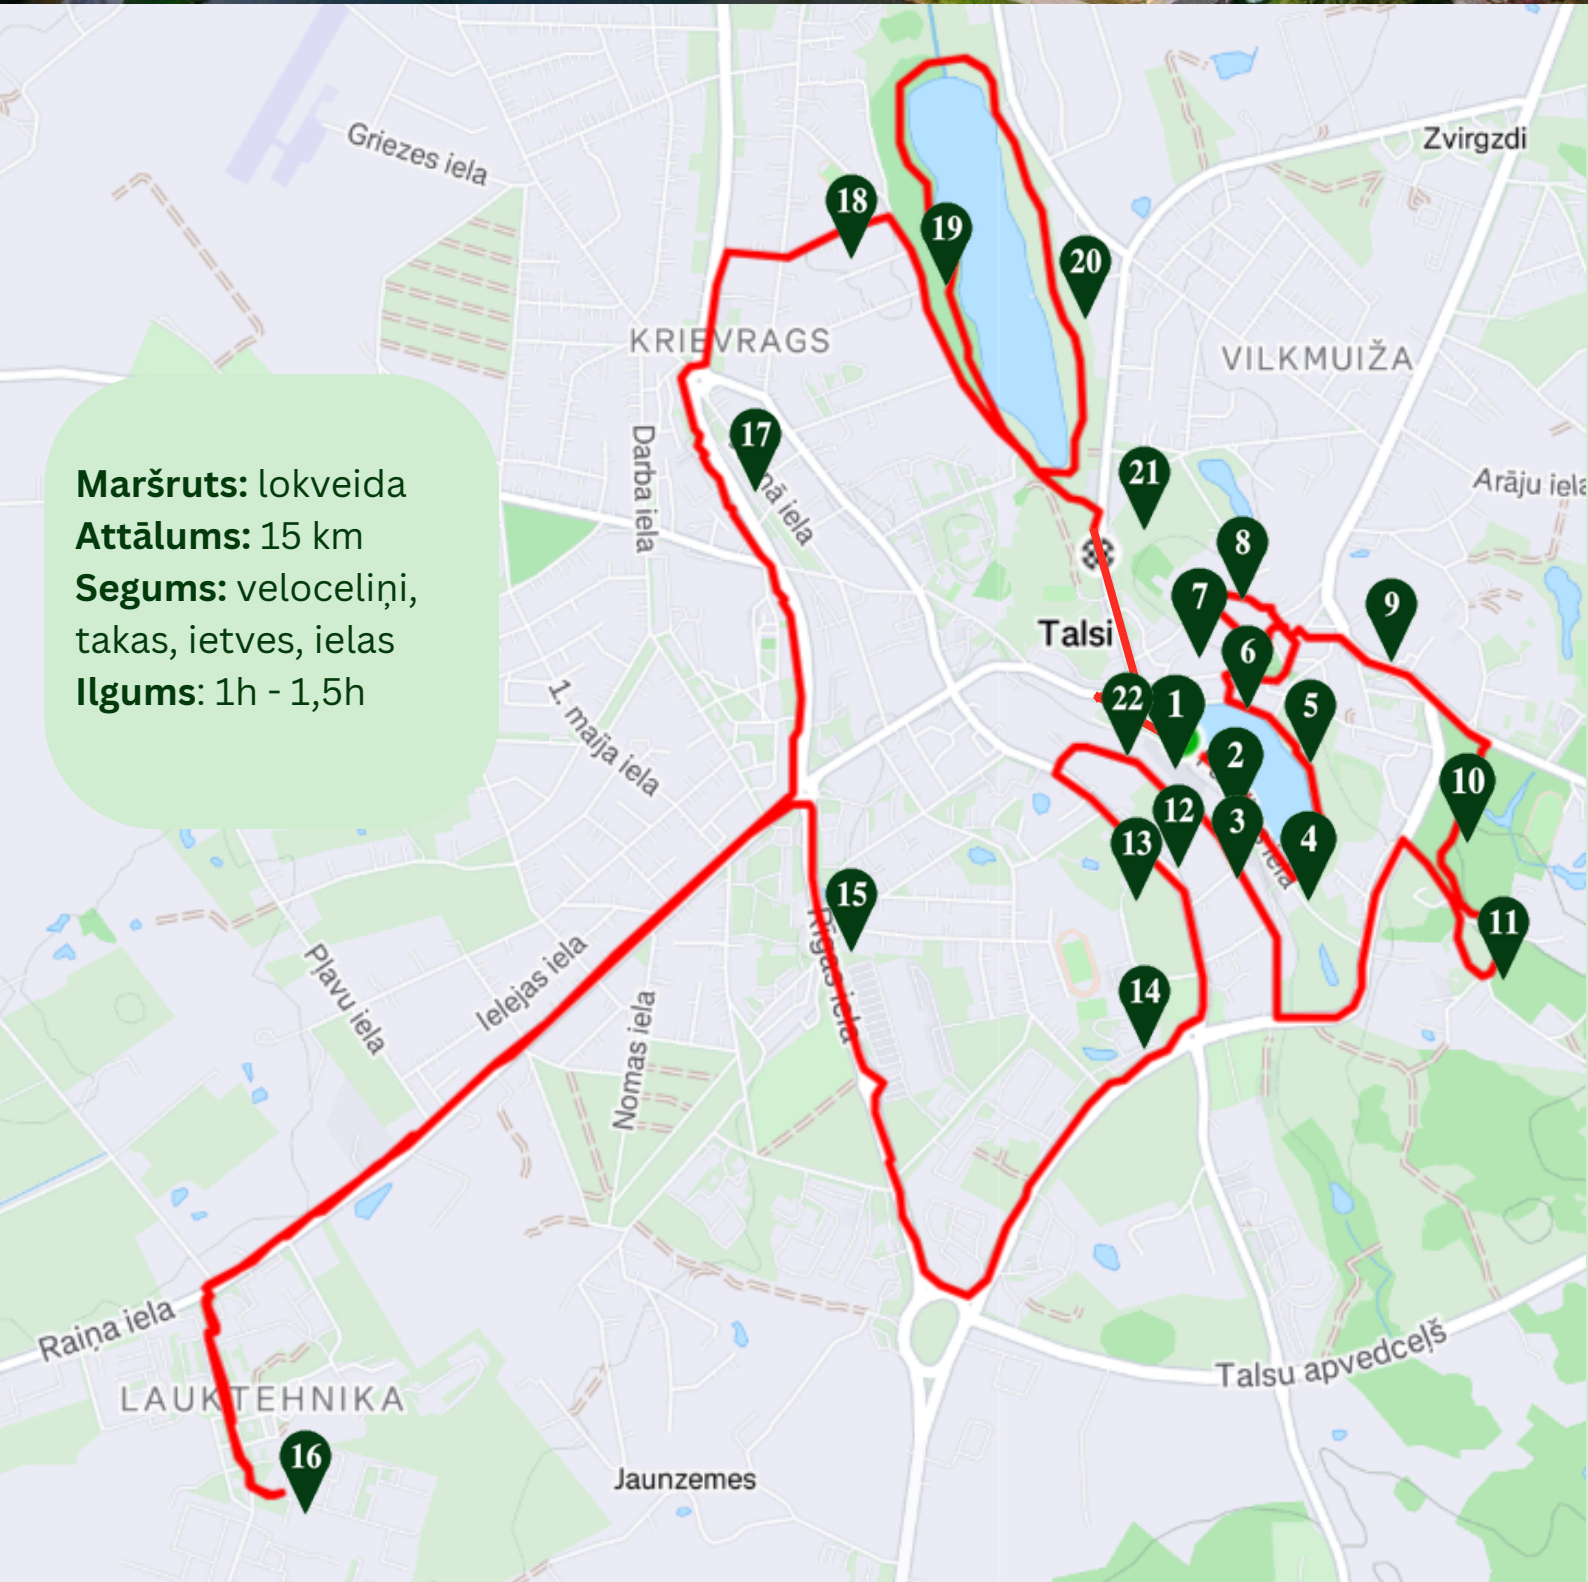 Griezes iela
Zvirgzdi
18
19
20
KRIEVRAGS
VILKMUIŽA
Maršruts: lokveida
Attālums: 15 km
Segums: veloceliņi,
takas, ietves, ielas
Ilgums: 1h - 1,5h
17
Darba iela
iela
21
Arāju iela
8
7
9
Talsi
6
1. maija iela
22
1
5
2
10
12
3
4
13
iela
15
11
Rīgas iela
Pļavu iela
Ielejas iela
Nomas iela
14
Raiņa iela
Talsu apvedceļš
LAUKTEHNIKA
16
Jaunzemes